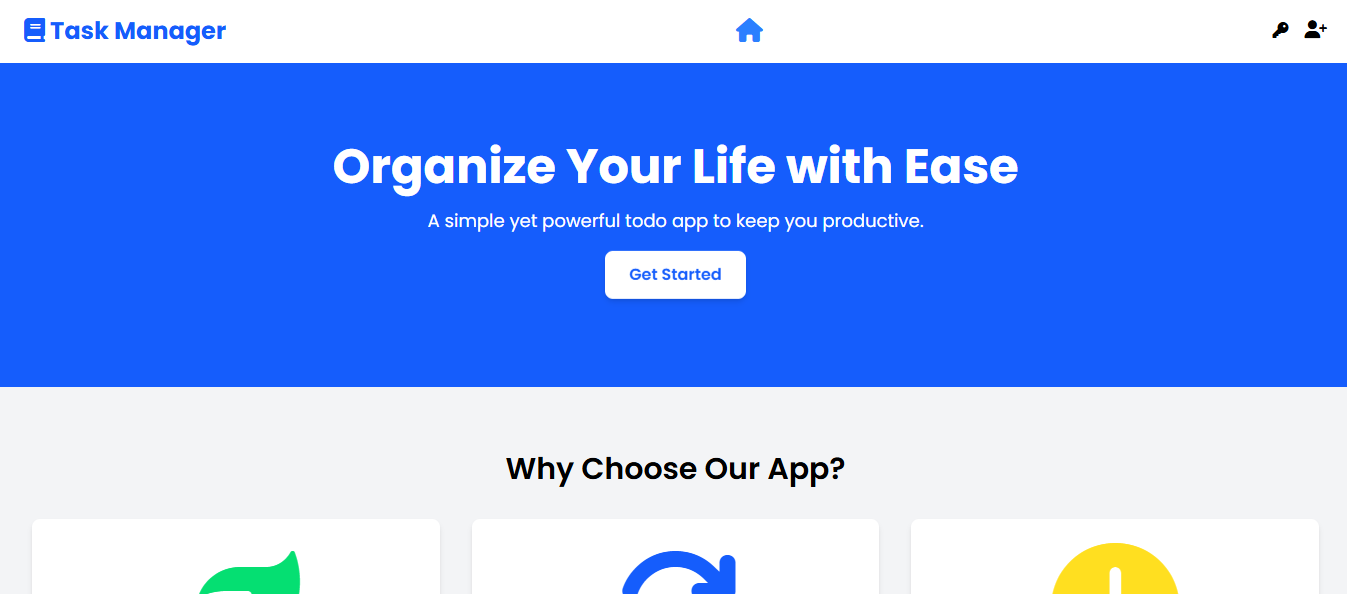 Task Manager
Organize Your Life with Ease
A simple yet powerful todo app to keep you productive.
Get Started
Why Choose Our App?